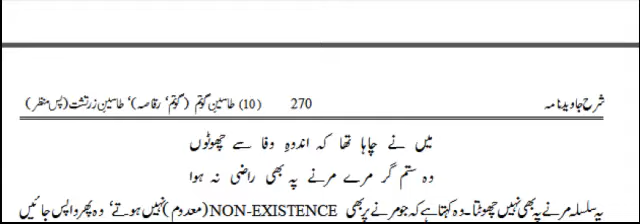 شرح جاوید نامہ 270 (10) طاسین گوتم (گوتم‘ رقاصہ)‘ طاسین زرتشت (پس منظر)
میں نے چاہا تھا کہ اندوہِ وفا سے چھوٹوں
وہ ستم گر مرے مرنے پہ بھی راضی نہ ہوا
یہ سلسلہ مرنے پہ بھی نہیں چھوٹتا۔ وہ کہتا ہے کہ جو مرنے پر بھی NON-EXISTENCE (معدوم) نہیں ہوتے‘ وہ پھر واپس جائیں